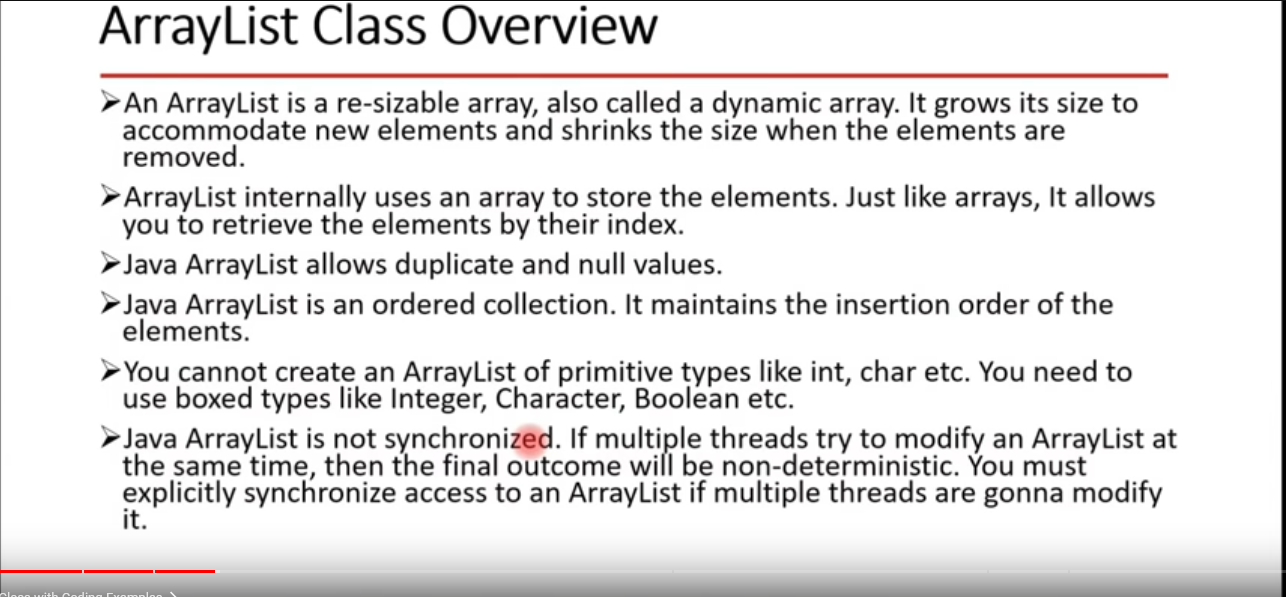 ArrayList Class Overview
➢An ArrayList is a re-sizable array, also called a dynamic array. It grows its size to
accommodate new elements and shrinks the size when the elements are
removed.
➢ArrayList internally uses an array to store the elements. Just like arrays, It allows
you to retrieve the elements by their index.
➢Java ArrayList allows duplicate and null values.
➢Java ArrayList is an ordered collection. It maintains the insertion order of the
elements.
➢You cannot create an ArrayList of primitive types like int, char etc. You need to
use boxed types like Integer, Character, Boolean etc.
➢Java ArrayList is not synchronized. If multiple threads try to modify an ArrayList at
the same time, then the final outcome will be non-deterministic. You must
explicitly synchronize access to an ArrayList if multiple threads are gonna modify
it.
Class with Coding Examples